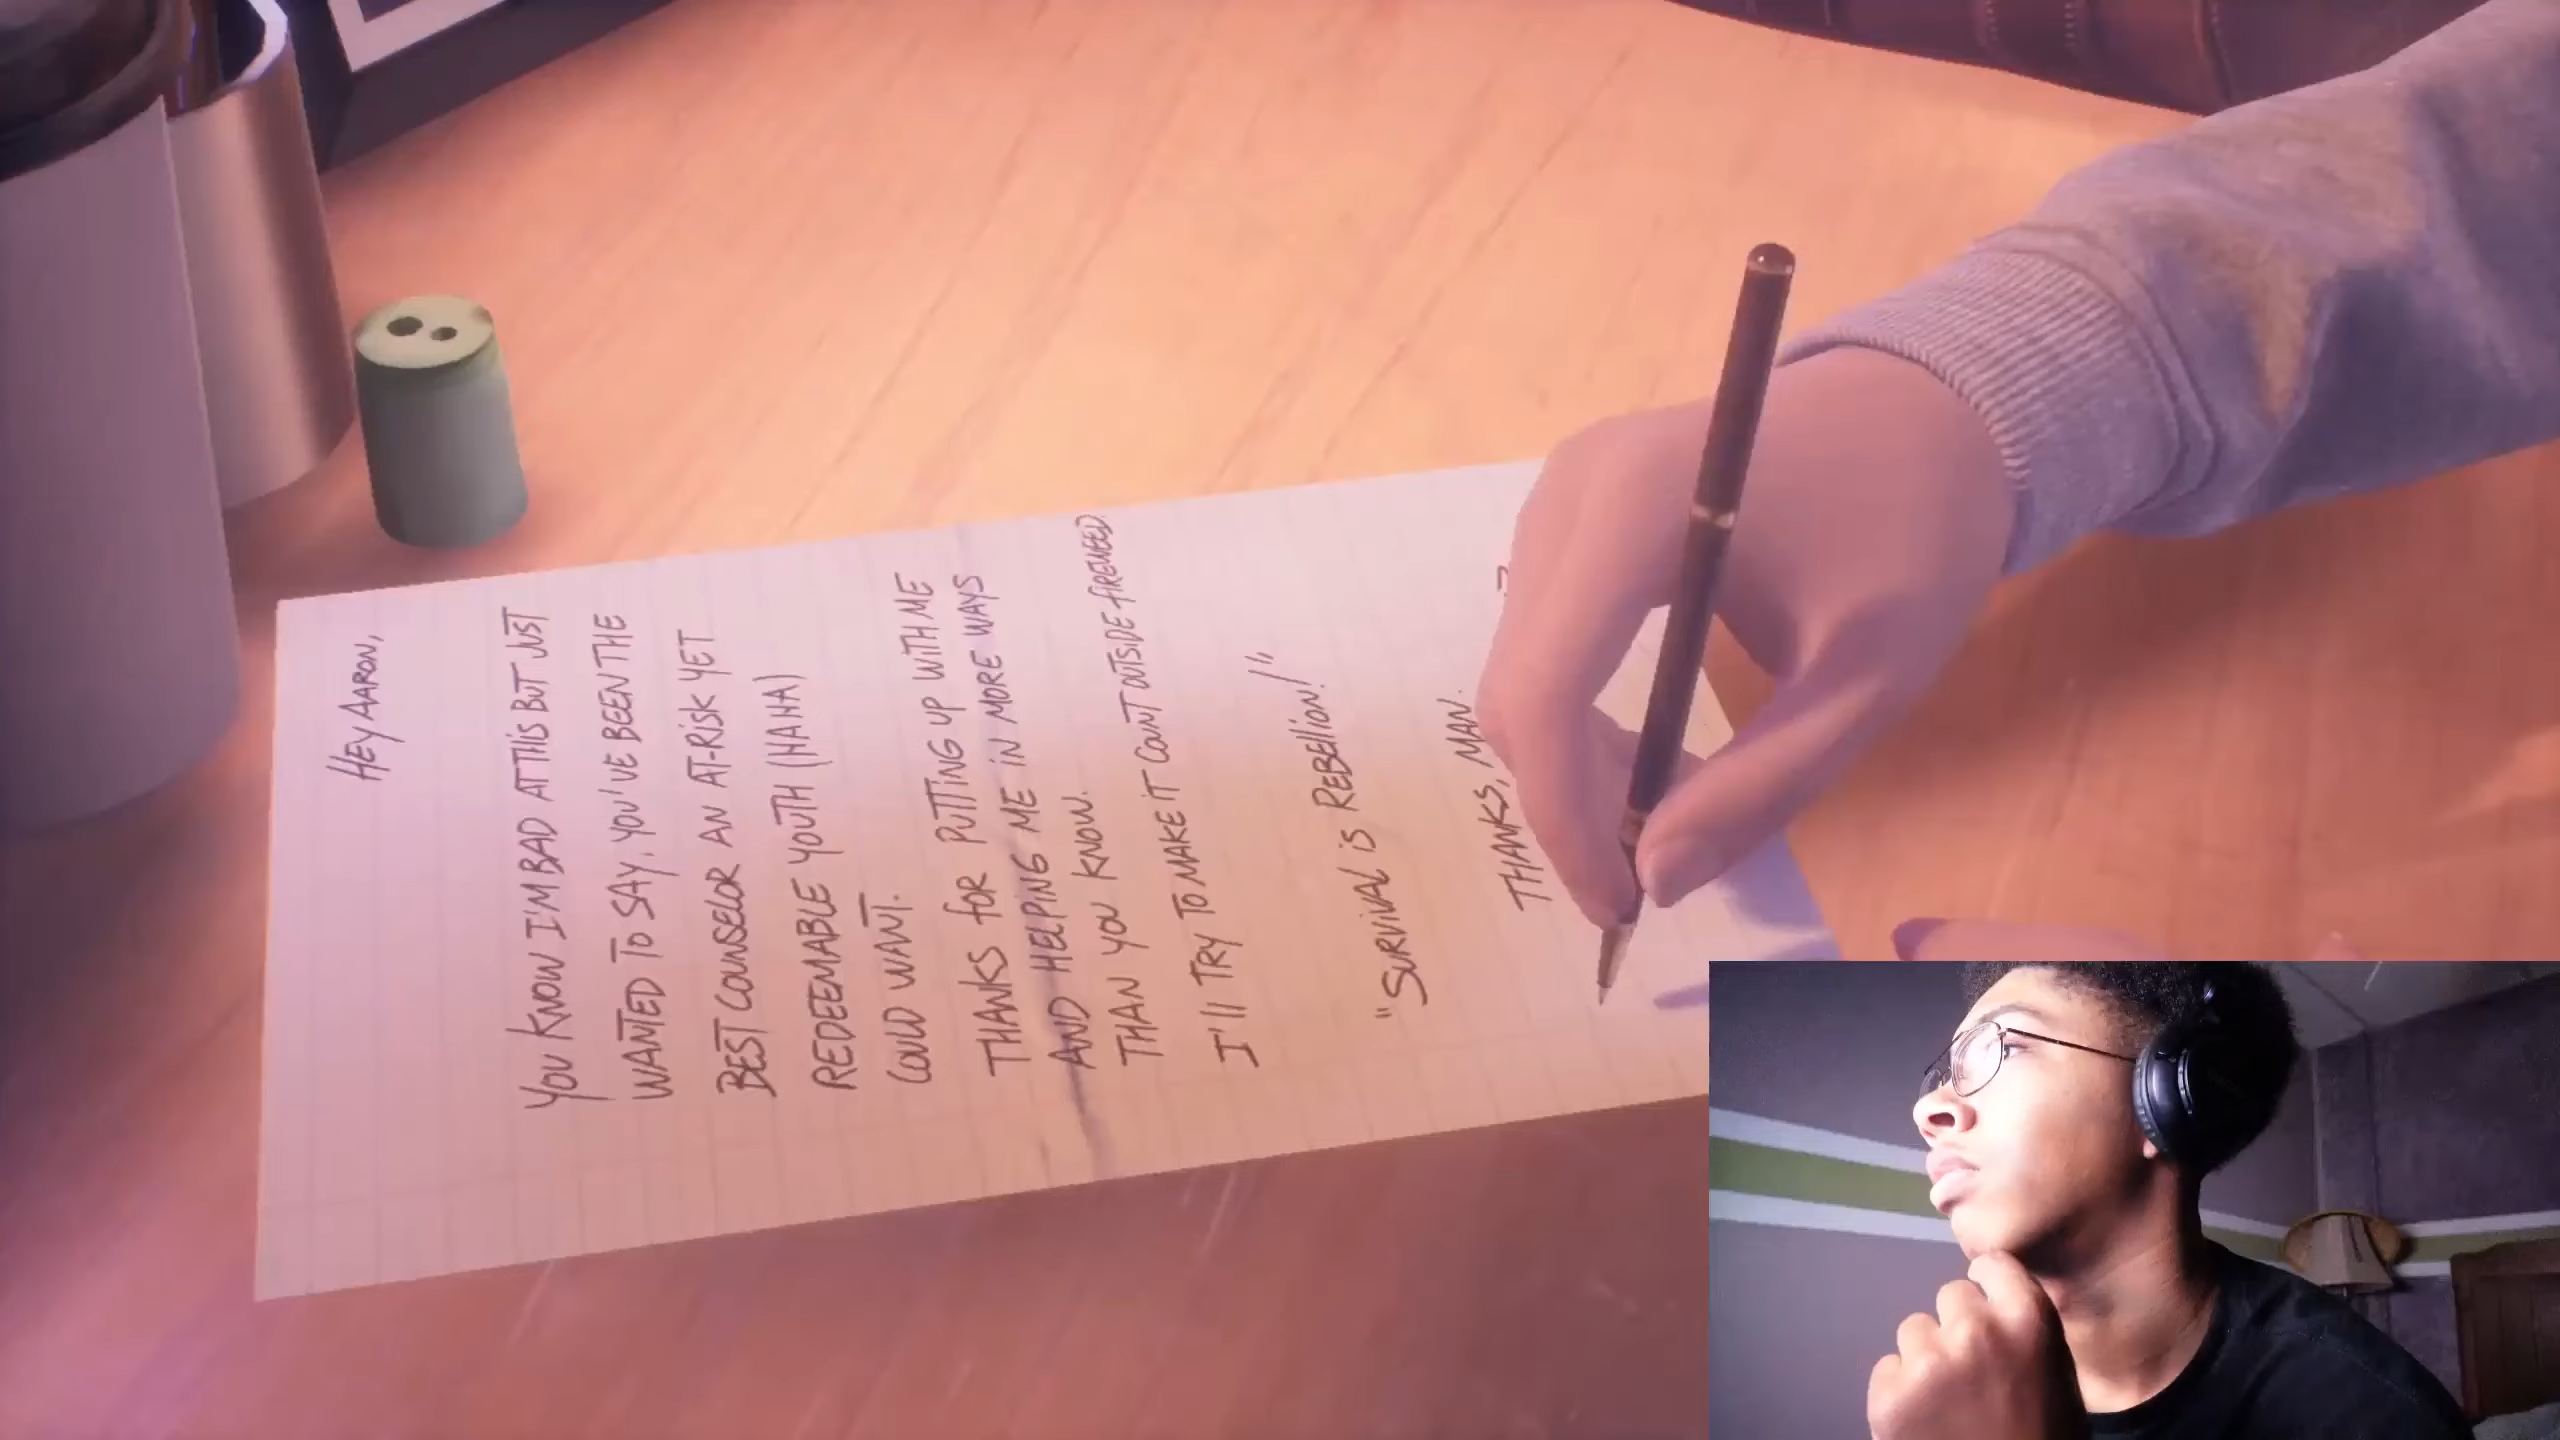 HEY AARON,
YOU KNOW I'M BAD AT THIS BUT JUST
WANTED TO SAY, YOU'VE BEEN THE
BEST COUNSELOR AN AT-RISK YET
REDEEMABLE YOUTH (HAHA)
COULD WANT.
THANKS FOR PUTTING UP WITH ME
AND HELPING ME IN MORE WAYS
THAN YOU KNOW.
I'll TRY TO MAKE IT COUNT OUTSIDE FIREWEED
"SURVIVAL is REBEllion!"
THANKS, MAN.